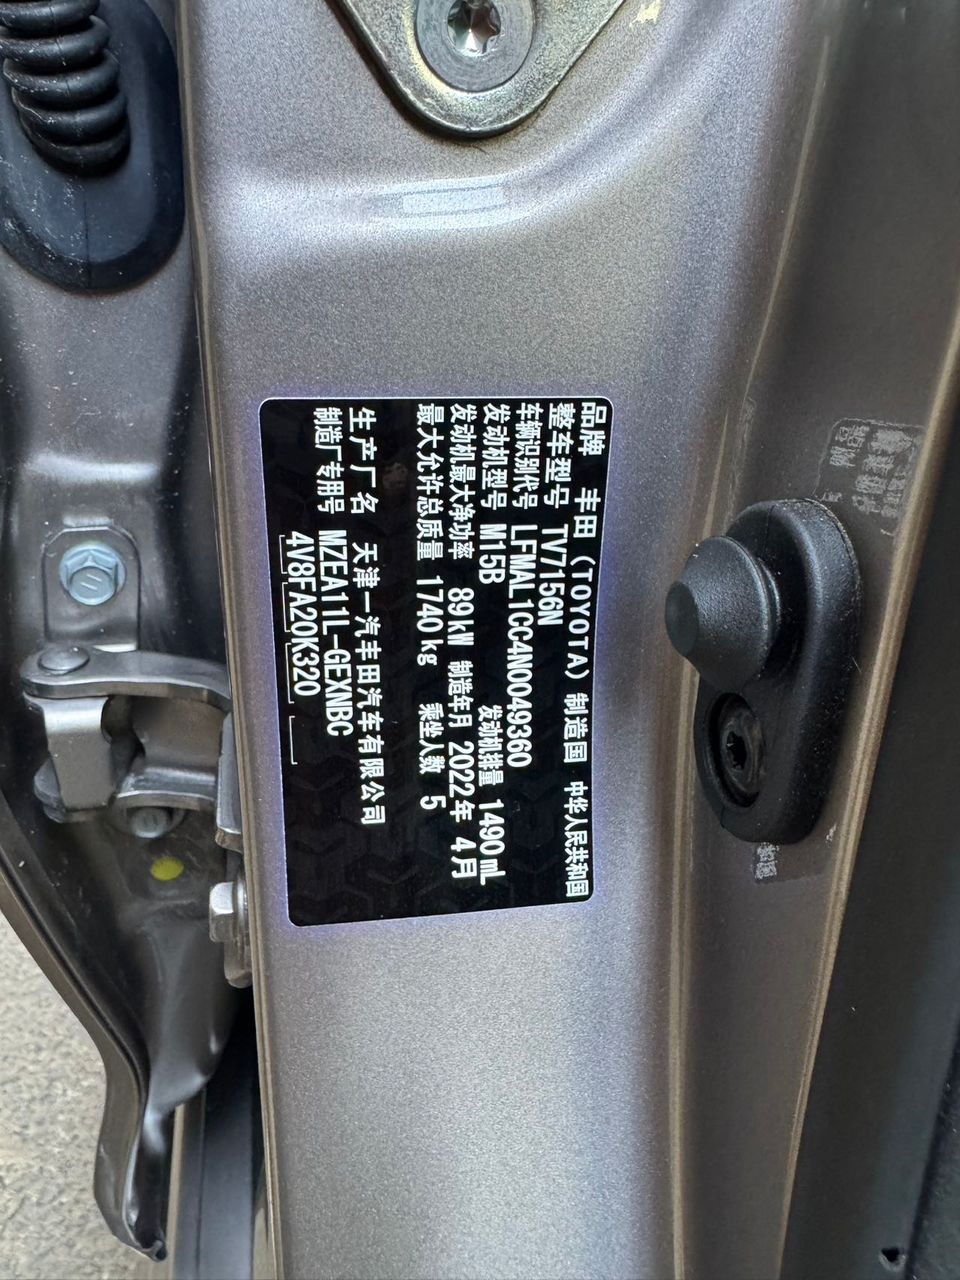 品牌 丰田(TOYOTA) 制造国 中华人民共和国
整车型号 TV7156N
车辆识别代号 LFMAL1CC4N0049360
发动机型号 M15B 发动机排量 1490mL
发动机最大净功率 89kW 制造年月 2022年 4月
最大允许总质量 1740kg 乘坐人数 5
生产厂名 天津一汽丰田汽车有限公司
制造厂专用号 MZEA11L-GEXNBC
4V8FA20K320